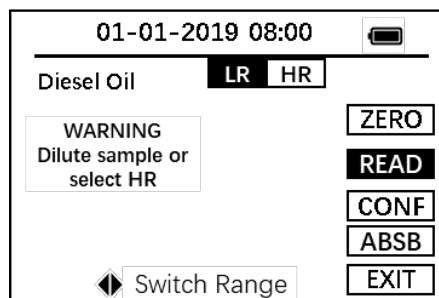 01-01-2019 08:00
Diesel Oil LR HR
WARNING
Dilute sample or
select HR
ZERO
READ
CONF
ABSB
EXIT
Switch Range